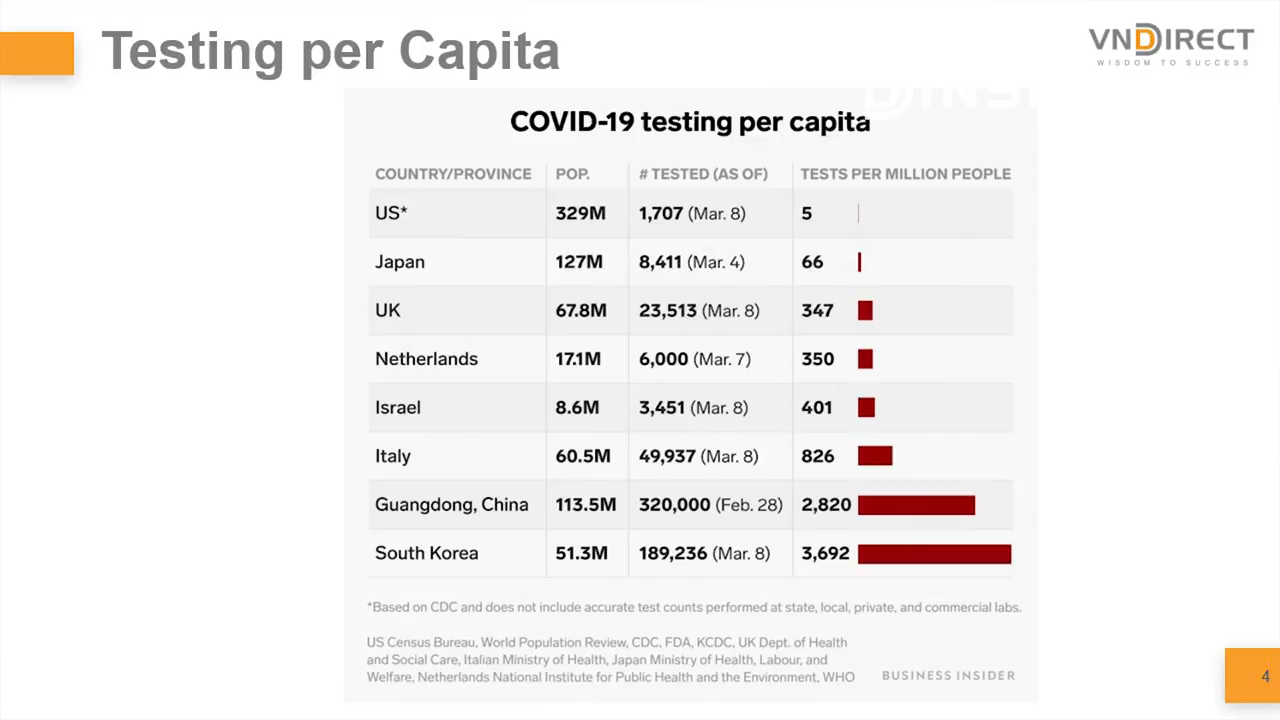 Testing per Capita
VNDIRECT
WISDOM TO SUCCESS
COVID-19 testing per capita
COUNTRY/PROVINCE POP. # TESTED (AS OF) TESTS PER MILLION PEOPLE
US* 329M 1,707 (Mar. 8) 5
Japan 127M 8,411 (Mar. 4) 66
UK 67.8M 23,513 (Mar. 8) 347
Netherlands 17.1M 6,000 (Mar. 7) 350
Israel 8.6M 3,451 (Mar. 8) 401
Italy 60.5M 49,937 (Mar. 8) 826
Guangdong, China 113.5M 320,000 (Feb. 28) 2,820
South Korea 51.3M 189,236 (Mar. 8) 3,692
*Based on CDC and does not include accurate test counts performed at state, local, private, and commercial labs.
US Census Bureau, World Population Review, CDC, FDA, KCDC, UK Dept. of Health
and Social Care, Italian Ministry of Health, Japan Ministry of Health, Labour, and
Welfare, Netherlands National Institute for Public Health and the Environment, WHO
BUSINESS INSIDER
4